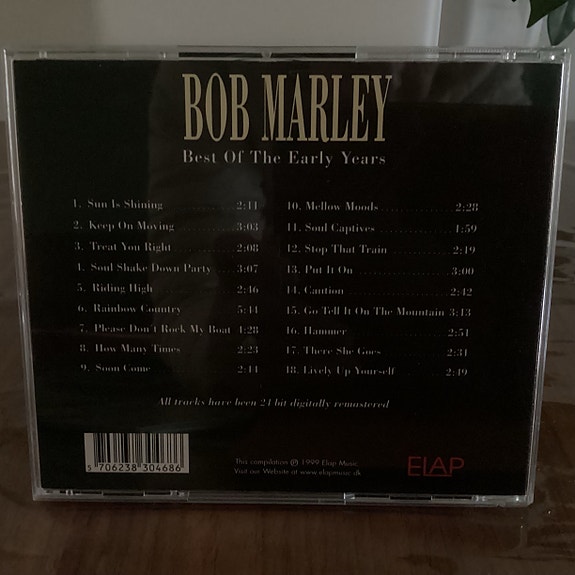 BOB MARLEY
Best Of The Early Years
1. Sun Is Shining 2:11
2. Keep On Moving 3:03
3. Treat You Right 2:08
4. Soul Shake Down Party 3:07
5. Riding High 2:46
6. Rainbow Country 5:44
7. Please Don't Rock My Boat 4:28
8. How Many Times 2:23
9. Soon Come 2:14
10. Mellow Moods 2:28
11. Soul Captives 1:59
12. Stop That Train 2:19
13. Put It On 3:00
14. Caution 2:42
15. Go Tell It On The Mountain 3:13
16. Hammer 2:51
17. There She Goes 2:31
18. Lively Up Yourself 2:49
All tracks have been 24 bit digitally remastered
5 706238 304686
This compilation ℗ 1999 Elap Music
Visit our Website at www.elapmusic.dk
ELAP